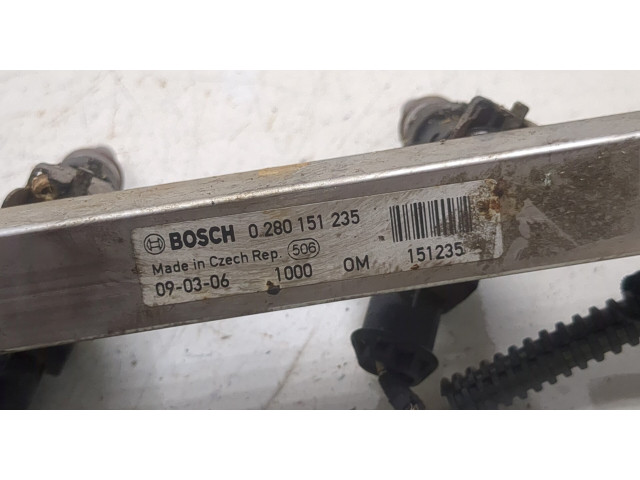 BOSCH 0 280 151 235
Made in Czech Rep. 506
09-03-06 1000 OM 151235